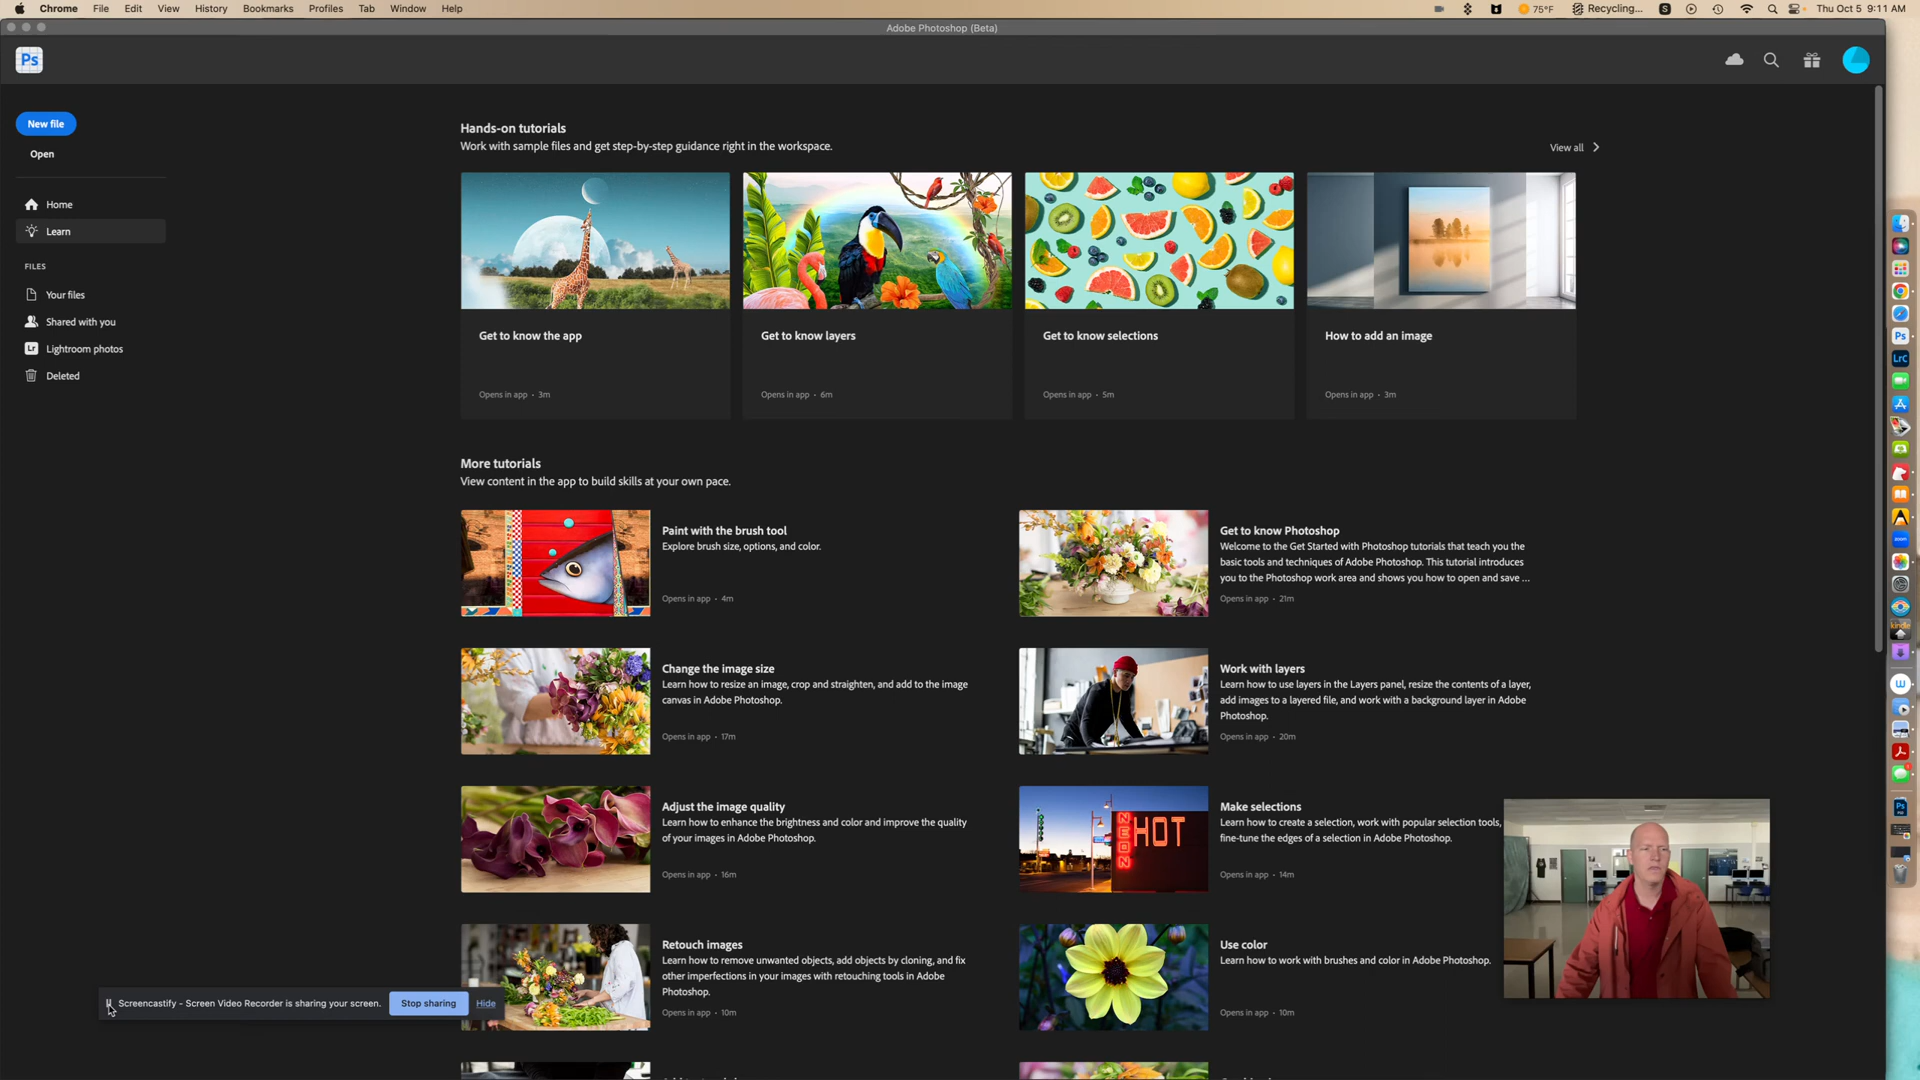 Chrome File Edit View History Bookmarks Profiles Tab Window Help
75°F Recycling... S Thu Oct 5 9:11 AM
Adobe Photoshop (Beta)
Ps
New file
Open
Home
Learn
FILES
Your files
Shared with you
Lr Lightroom photos
Deleted
Hands-on tutorials
Work with sample files and get step-by-step guidance right in the workspace.
View all
Get to know the app
Opens in app • 3m
Get to know layers
Opens in app • 6m
Get to know selections
Opens in app • 5m
How to add an image
Opens in app • 3m
More tutorials
View content in the app to build skills at your own pace.
Paint with the brush tool
Explore brush size, options, and color.
Opens in app • 4m
Get to know Photoshop
Welcome to the Get Started with Photoshop tutorials that teach you the
basic tools and techniques of Adobe Photoshop. This tutorial introduces
you to the Photoshop work area and shows you how to open and save ...
Opens in app • 21m
Change the image size
Learn how to resize an image, crop and straighten, and add to the image
canvas in Adobe Photoshop.
Opens in app • 17m
Work with layers
Learn how to use layers in the Layers panel, resize the contents of a layer,
add images to a layered file, and work with a background layer in Adobe
Photoshop.
Opens in app • 20m
Adjust the image quality
Learn how to enhance the brightness and color and improve the quality
of your images in Adobe Photoshop.
Opens in app • 16m
NEON
HOT
Make selections
Learn how to create a selection, work with popular selection tools,
fine-tune the edges of a selection in Adobe Photoshop.
Opens in app • 14m
Retouch images
Learn how to remove unwanted objects, add objects by cloning, and fix
other imperfections in your images with retouching tools in Adobe
Photoshop.
Opens in app • 10m
Use color
Learn how to work with brushes and color in Adobe Photoshop.
Opens in app • 10m
Screencastify - Screen Video Recorder is sharing your screen.
Stop sharing
Hide
Ps
LrC
zoom
kindle
W
Ps